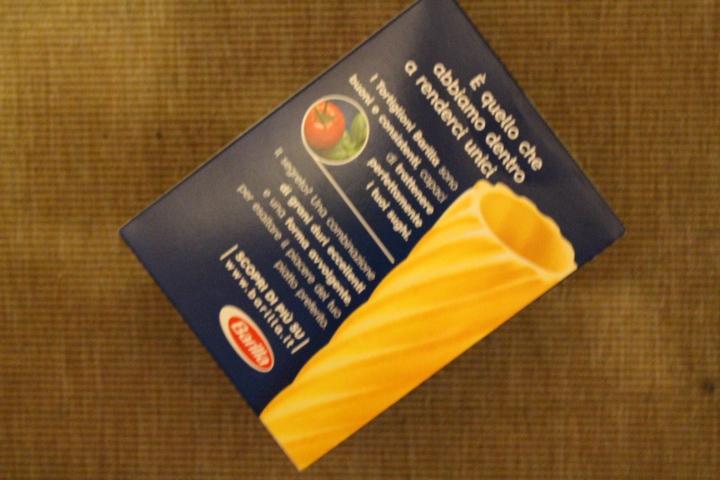 È quello che
abbiamo dentro
a renderci unici
I Tortiglioni Barilla sono
buoni e consistenti, capaci
di trattenere
perfettamente
i tuoi sughi.
Il segreto? Una combinazione
di grani duri eccellenti
e una forma avvolgente,
per esaltare il piacere del tuo
piatto preferito.
SCOPRI DI PIÙ SU
www.barilla.it
Barilla